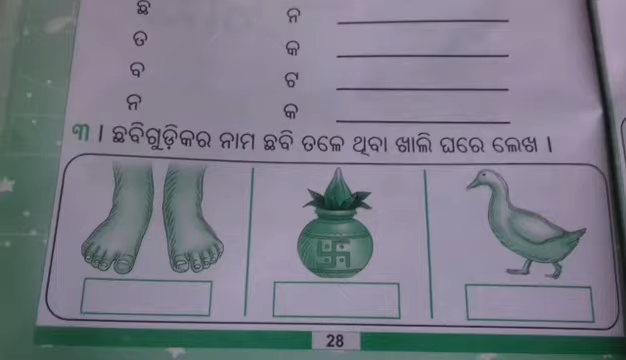 ଛ ନ
ତ କ
ବ ଟ
ନ କ
୩ । ଛବିଗୁଡ଼ିକର ନାମ ଛବି ତଳେ ଥିବା ଖାଲି ଘରେ ଲେଖ ।
28